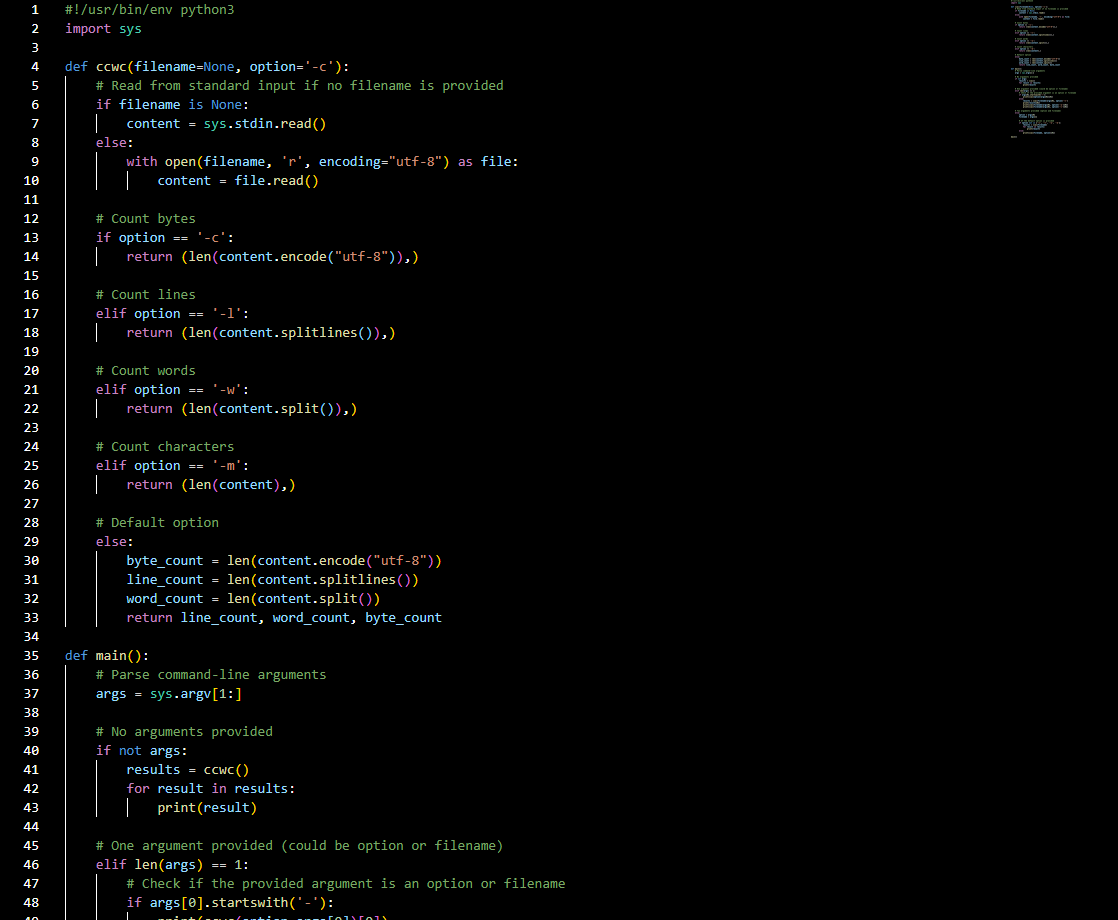 1 #!/usr/bin/env python3
2 import sys
3
4 def ccwc(filename=None, option='-c'):
5     # Read from standard input if no filename is provided
6     if filename is None:
7         content = sys.stdin.read()
8     else:
9         with open(filename, 'r', encoding="utf-8") as file:
10             content = file.read()
11
12     # Count bytes
13     if option == '-c':
14         return (len(content.encode("utf-8")),)
15
16     # Count lines
17     elif option == '-l':
18         return (len(content.splitlines()),)
19
20     # Count words
21     elif option == '-w':
22         return (len(content.split()),)
23
24     # Count characters
25     elif option == '-m':
26         return (len(content),)
27
28     # Default option
29     else:
30         byte_count = len(content.encode("utf-8"))
31         line_count = len(content.splitlines())
32         word_count = len(content.split())
33         return line_count, word_count, byte_count
34
35 def main():
36     # Parse command-line arguments
37     args = sys.argv[1:]
38
39     # No arguments provided
40     if not args:
41         results = ccwc()
42         for result in results:
43             print(result)
44
45     # One argument provided (could be option or filename)
46     elif len(args) == 1:
47         # Check if the provided argument is an option or filename
48         if args[0].startswith('-'):
49             print(ccwc(option=args[0])[0])